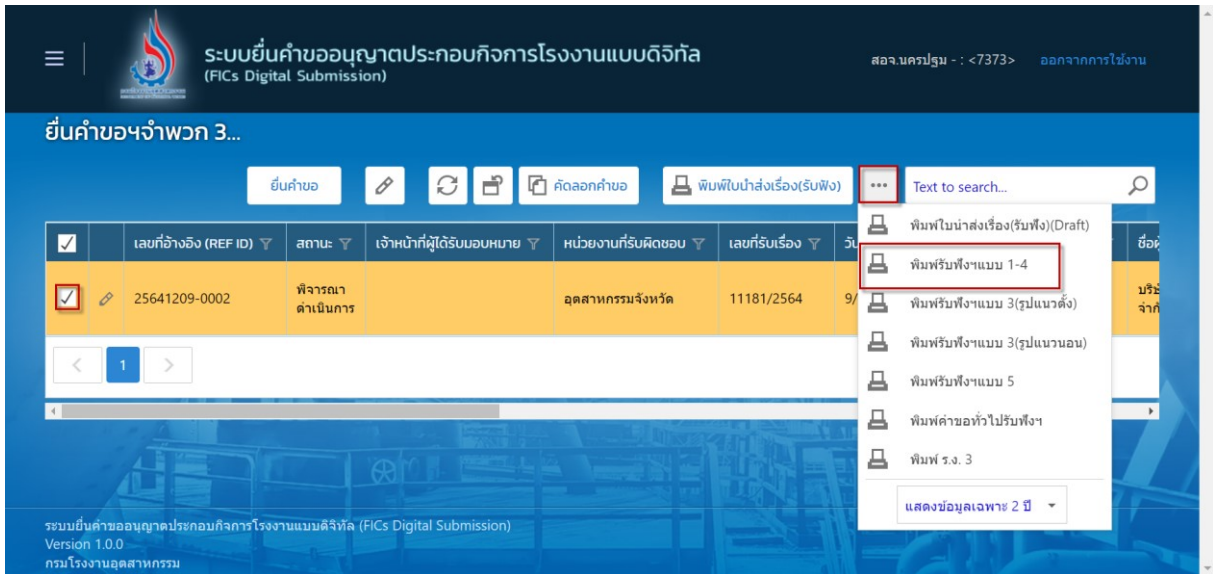 ระบบยื่นคำขออนุญาตประกอบกิจการโรงงานแบบดิจิทัล
(FICs Digital Submission)
สอจ.นครปฐม - : <7373> ออกจากการใช้งาน
ยื่นคำขอฯจำพวก 3...
ยื่นคำขอ คัดลอกคำขอ พิมพ์ใบนำส่งเรื่อง(รับฟัง) Text to search...
เลขที่อ้างอิง (REF ID) สถานะ เจ้าหน้าที่ผู้ได้รับมอบหมาย หน่วยงานที่รับผิดชอบ เลขที่รับเรื่อง
25641209-0002 พิจารณา
ดำเนินการ อุตสาหกรรมจังหวัด 11181/2564 9/
พิมพ์ใบนำส่งเรื่อง(รับฟัง)(Draft)
พิมพ์รับฟังฯแบบ 1-4
พิมพ์รับฟังฯแบบ 3(รูปแนวตั้ง)
พิมพ์รับฟังฯแบบ 3(รูปแนวนอน)
พิมพ์รับฟังฯแบบ 5
พิมพ์คำขอทั่วไปรับฟังฯ
พิมพ์ ร.ง. 3
แสดงข้อมูลเฉพาะ 2 ปี
1
ระบบยื่นคำขออนุญาตประกอบกิจการโรงงานแบบดิจิทัล (FICs Digital Submission)
Version 1.0.0
กรมโรงงานอุตสาหกรรม